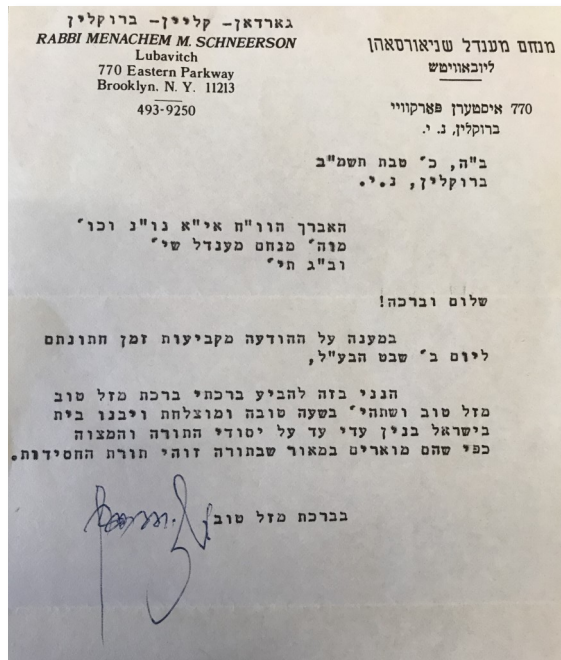 גארדאן- קליין- ברוקלין
RABBI MENACHEM M. SCHNEERSON
Lubavitch
770 Eastern Parkway
Brooklyn. N. Y. 11213
493-9250
מנחם מענדל שניאורסאהן
ליובאוויטש
770 איסטערן פארקוויי
ברוקלין, נ. י.
ב"ה, כ' טבת תשמ"ב
ברוקלין, נ.י.
האברך הוו"ח אי"א נו"נ וכו'
מוה' מנחם מענדל שי'
וב"ג תי'
שלום וברכה!
במענה על ההודעה מקביעות זמן חתונתם
ליום ב' שבט הבע"ל,
הנני בזה להביע ברכתי ברכת מזל טוב
מזל טוב ושתהי' בשעה טובה ומוצלחת ויבנו בית
בישראל בנין עדי עד על יסודי התורה והמצוה
כפי שהם מוארים במאור שבתורה זוהי תורת החסידות.
בברכת מזל טוב